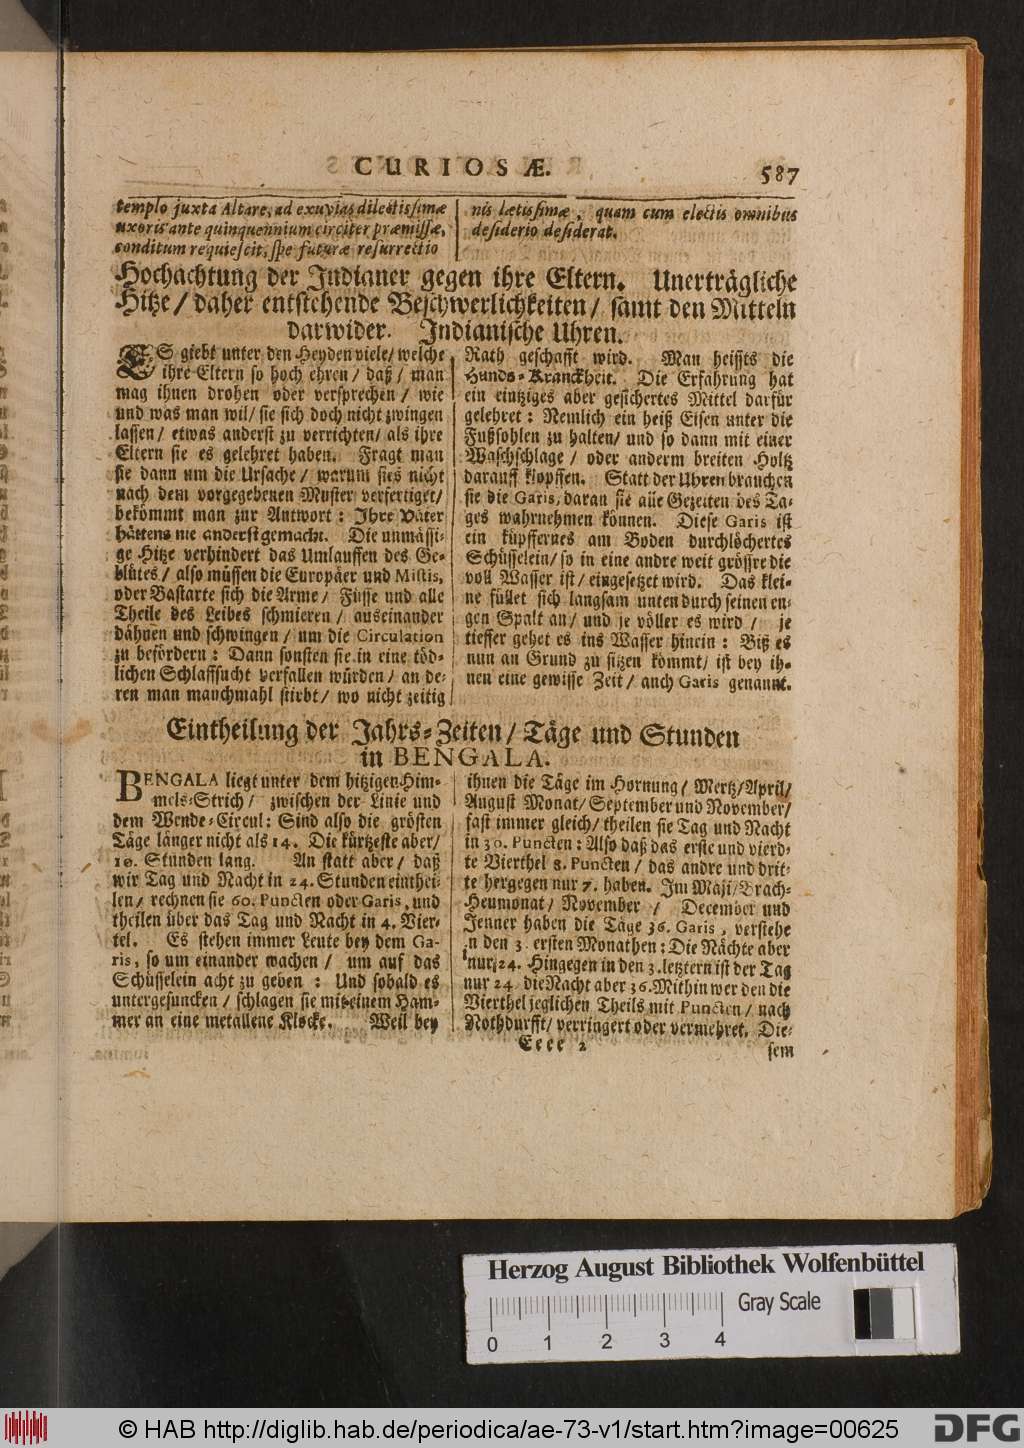 CURIOSÆ.
587
templo juxta Altare, ad exuvias dilectissimæ
uxoris ante quinquennium circiter præmissæ,
conditum requiescit, spe futuræ resurrectio
nis lætissimæ, quam cum electis omnibus
desiderio desiderat.
Hochachtung der Indianer gegen ihre Eltern. Unerträgliche
Hitze / daher entstehende Beschwerlichkeiten / samt den Mitteln
darwider. Indianische Uhren.
ES giebt unter den Heyden viele / welche
ihre Eltern so hoch ehren / daß / man
mag ihnen drohen oder versprechen / wie
und was man wil / sie sich doch nicht zwingen
lassen / etwas anderst zu verrichten / als ihre
Eltern sie es gelehret haben. Fragt man
sie dann um die Ursache / warum sies nicht
nach dem vorgegebenen Muster verfertiget /
bekömmt man zur Antwort : Ihre Väter
hättens nie anderst gemacht. Die unmässi-
ge Hitze verhindert das Umlauffen des Ge-
blütes / also müssen die Europäer und Mistis,
oder Bastarte sich die Arme / Füsse und alle
Theile des Leibes schmieren / auseinander
dähnen und schwingen / um die Circulation
zu befördern : Dann sonsten sie in eine töd-
lichen Schlaffsucht verfallen würden / an de-
ren man manchmahl stirbt / wo nicht zeitig
Rath geschafft wird. Man heissts die
Hunds-Kranckheit. Die Erfahrung hat
ein eintziges aber gesichertes Mittel darfür
gelehret : Nemlich ein heiß Eisen unter die
Fußsohlen zu halten / und so dann mit einer
Waschschlage / oder anderm breiten Holtz
darauff klopffen. Statt der Uhren brauchen
sie die Garis, daran sie alle Gezeiten des Ta-
ges wahrnehmen können. Diese Garis ist
ein küpffernes am Boden durchlöchertes
Schüsselein / so in eine andre weit grössre die
voll Wasser ist / eingesetzet wird. Das klei-
ne füllet sich langsam unten durch seinen en-
gen Spalt an / und je völler es wird / je
tieffer gehet es ins Wasser hinein : Biß es
nun an Grund zu sitzen kömmt / ist bey ih-
nen eine gewisse Zeit / auch Garis genannt.
Eintheilung der Jahrs-Zeiten / Täge und Stunden
in BENGALA.
BENGALA liegt unter dem hitzigen Him-
mels-Strich / zwischen der Linie und
dem Wende-Circul : Sind also die grösten
Täge länger nicht als 14. Die kürtzeste aber /
10. Stunden lang. An statt aber / daß
wir Tag und Nacht in 24. Stunden einthei-
len / rechnen sie 60. Puncten oder Garis, und
theilen über das Tag und Nacht in 4. Vier-
tel. Es stehen immer Leute bey dem Ga-
ris, so um einander wachen / um auf das
Schüsselein acht zu geben : Und sobald es
untergesuncken / schlagen sie mit einem Ham-
mer an eine metallene Klocke. Weil bey
ihnen die Täge im Hornung / Mertz / April /
August Monat / September und November /
fast immer gleich / theilen sie Tag und Nacht
in 30. Puncten : Also daß das erste und vierd-
te Vierthel 8. Puncten / das andre und drit-
te hergegen nur 7. haben. Im Maji / Brach-
Heumonat / November / December und
Jenner haben die Täge 36. Garis, verstehe
in den 3. ersten Monathen : Die Nächte aber
nur 24. Hingegen in den 3. letztern ist der Tag
nur 24 die Nacht aber 36. Mithin werden die
Vierthel jeglichen Theils mit Puncten / nach
Nothdurfft / verringert oder vermehret. Die-
Eeee 2
sem
Herzog August Bibliothek Wolfenbüttel
Gray Scale
0 1 2 3 4
© HAB http://diglib.hab.de/periodica/ae-73-v1/start.htm?image=00625
DFG